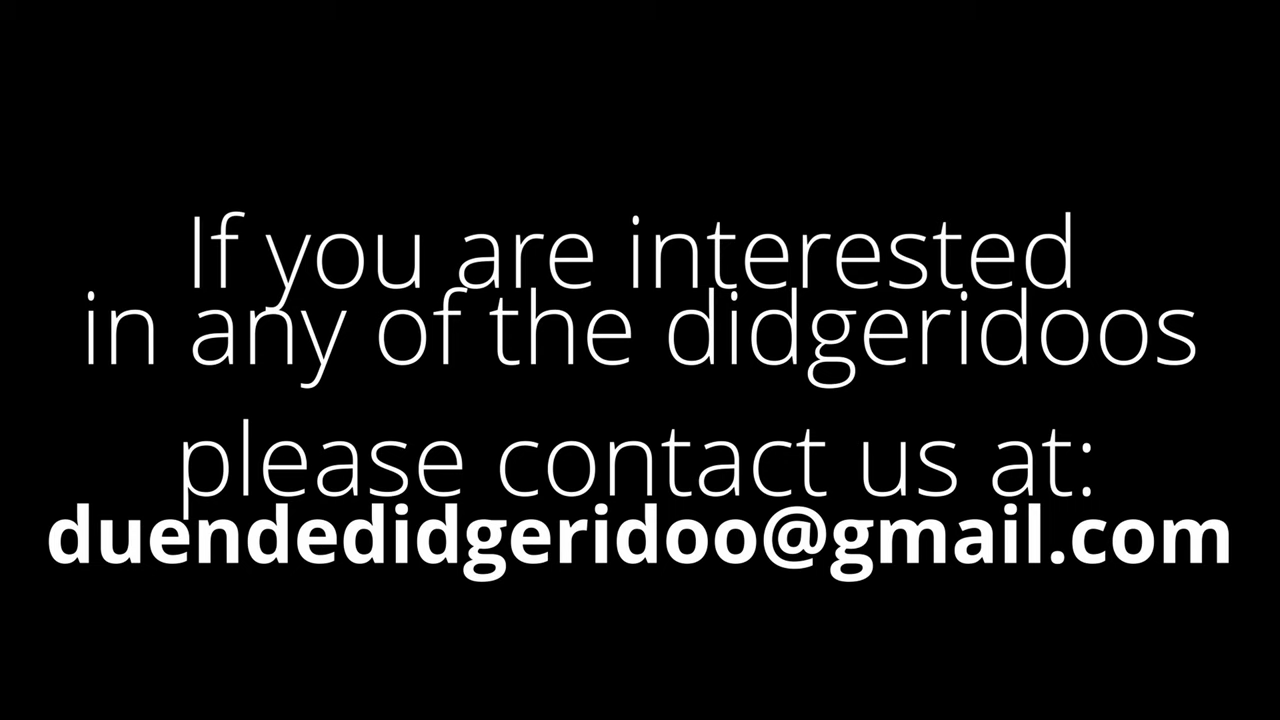 If you are interested
in any of the didgeridoos
please contact us at:
duendedidgeridoo@gmail.com